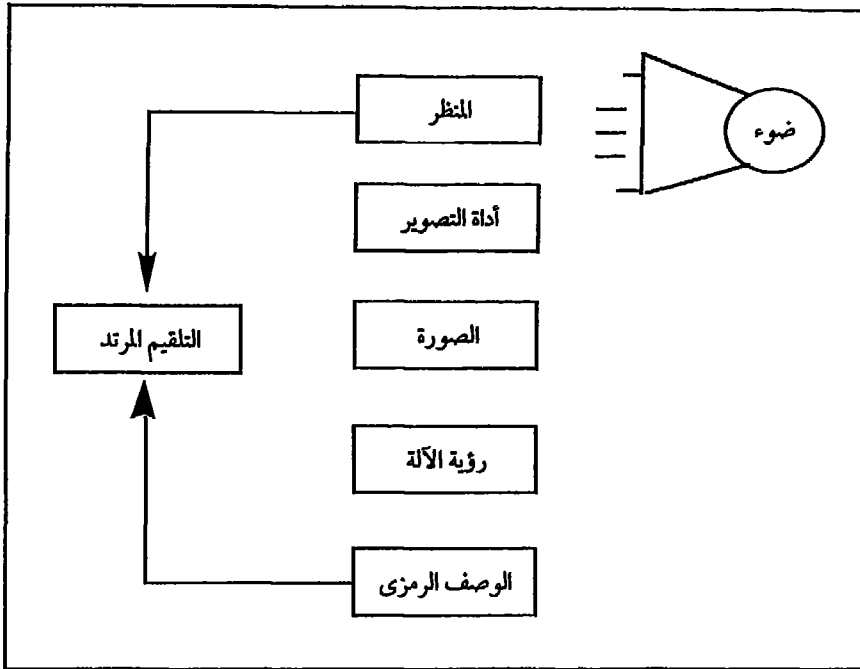 ضوء
المنظر
أداة التصوير
الصورة
التلقيم المرتد
رؤية الآلة
الوصف الرمزى